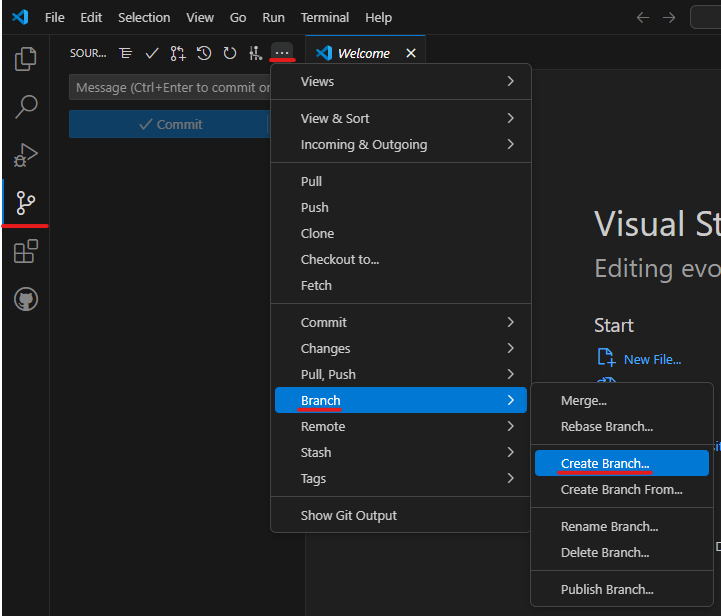 File Edit Selection View Go Run Terminal Help
SOUR...
Welcome
Message (Ctrl+Enter to commit on
Commit
Views
View & Sort
Incoming & Outgoing
Pull
Push
Clone
Checkout to...
Fetch
Commit
Changes
Pull, Push
Branch
Remote
Stash
Tags
Show Git Output
Merge...
Rebase Branch...
Create Branch...
Create Branch From...
Rename Branch...
Delete Branch...
Publish Branch...
Visual St
Editing evo
Start
New File...